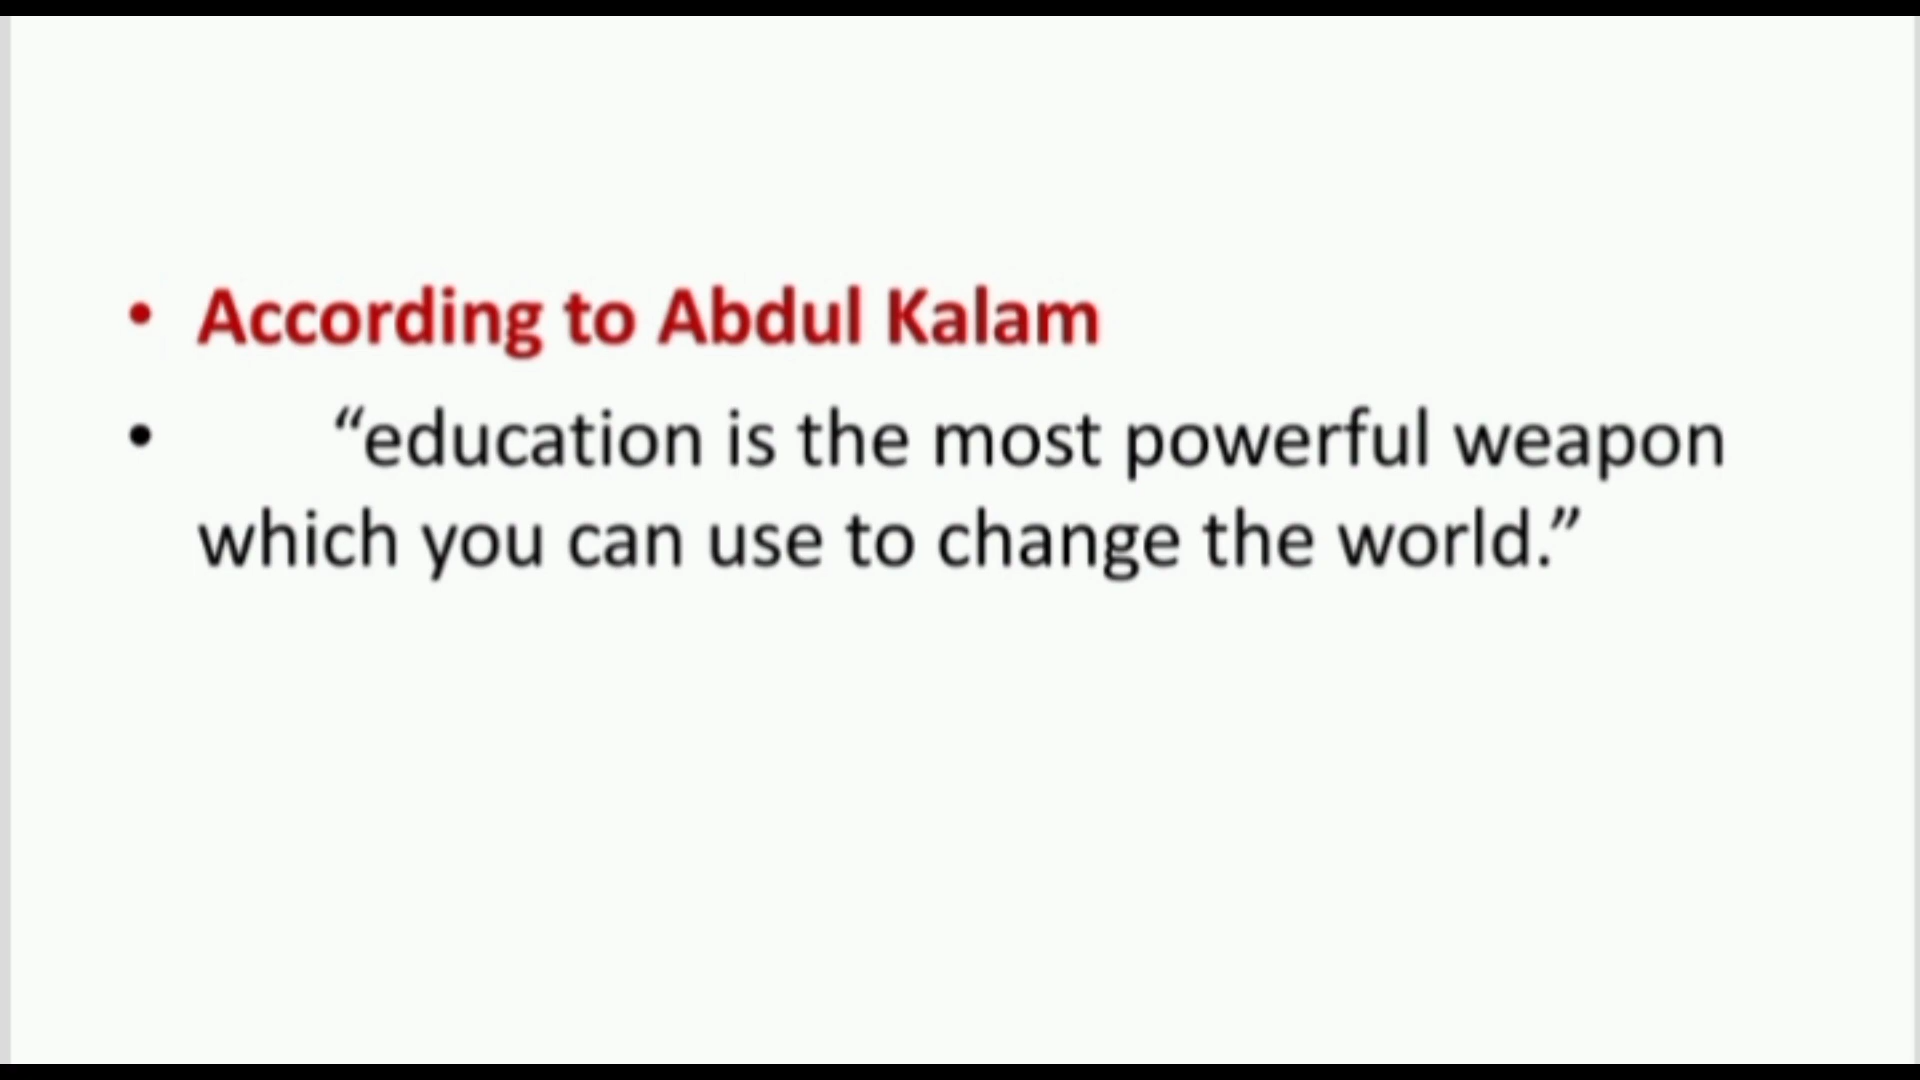 • According to Abdul Kalam
• “education is the most powerful weapon
which you can use to change the world.”